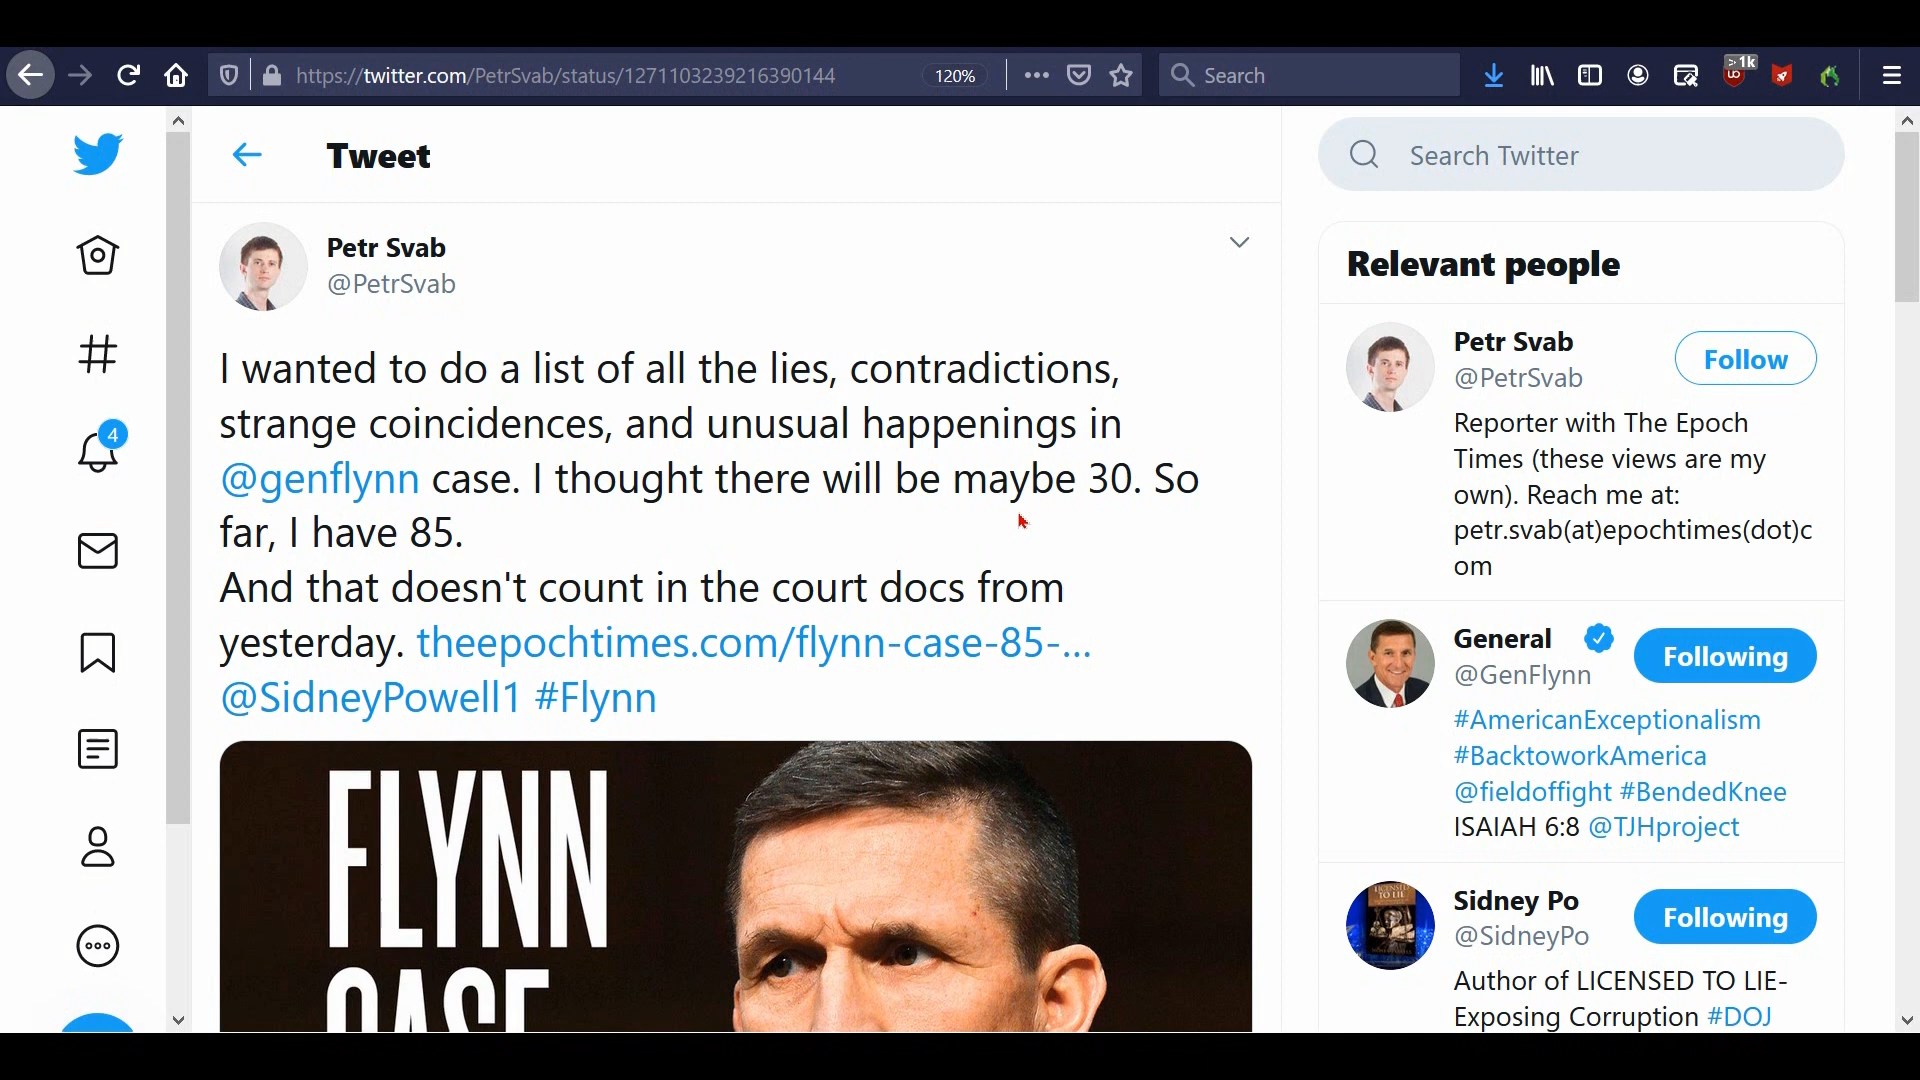 https://twitter.com/PetrSvab/status/1271103239216390144
120%
Search
>1k
Tweet
Petr Svab
@PetrSvab
I wanted to do a list of all the lies, contradictions,
strange coincidences, and unusual happenings in
@genflynn case. I thought there will be maybe 30. So
far, I have 85.
And that doesn't count in the court docs from
yesterday. theepochtimes.com/flynn-case-85-...
@SidneyPowell1 #Flynn
FLYNN
CASE
4
Search Twitter
Relevant people
Petr Svab
@PetrSvab
Follow
Reporter with The Epoch
Times (these views are my
own). Reach me at:
petr.svab(at)epochtimes(dot)c
om
General
@GenFlynn
Following
#AmericanExceptionalism
#BacktoworkAmerica
@fieldoffight #BendedKnee
ISAIAH 6:8 @TJHproject
LICENSED
TO LIE
Sidney Po
@SidneyPo
Following
Author of LICENSED TO LIE-
Exposing Corruption #DOJ